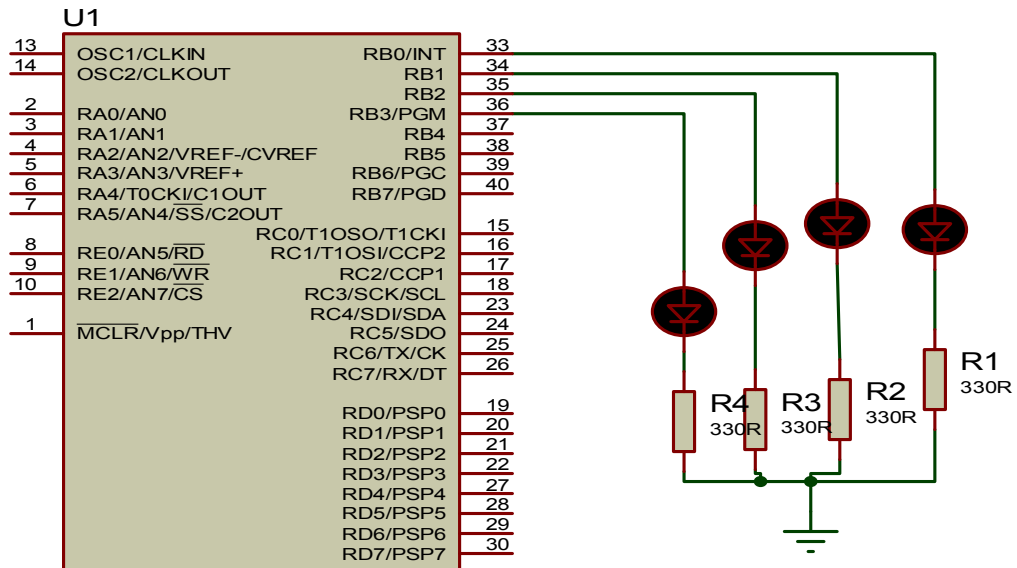 U1
13 OSC1/CLKIN RB0/INT 33
14 OSC2/CLKOUT RB1 34
RB2 35
2 RA0/AN0 RB3/PGM 36
3 RA1/AN1 RB4 37
4 RA2/AN2/VREF-/CVREF RB5 38
5 RA3/AN3/VREF+ RB6/PGC 39
6 RA4/T0CKI/C1OUT RB7/PGD 40
7 RA5/AN4/SS/C2OUT
RC0/T1OSO/T1CKI 15
8 RE0/AN5/RD RC1/T1OSI/CCP2 16
9 RE1/AN6/WR RC2/CCP1 17
10 RE2/AN7/CS RC3/SCK/SCL 18
RC4/SDI/SDA 23
1 MCLR/Vpp/THV RC5/SDO 24
RC6/TX/CK 25
RC7/RX/DT 26
RD0/PSP0 19
RD1/PSP1 20
RD2/PSP2 21
RD3/PSP3 22
RD4/PSP4 27
RD5/PSP5 28
RD6/PSP6 29
RD7/PSP7 30
R4
330R
R3
330R
R2
330R
R1
330R